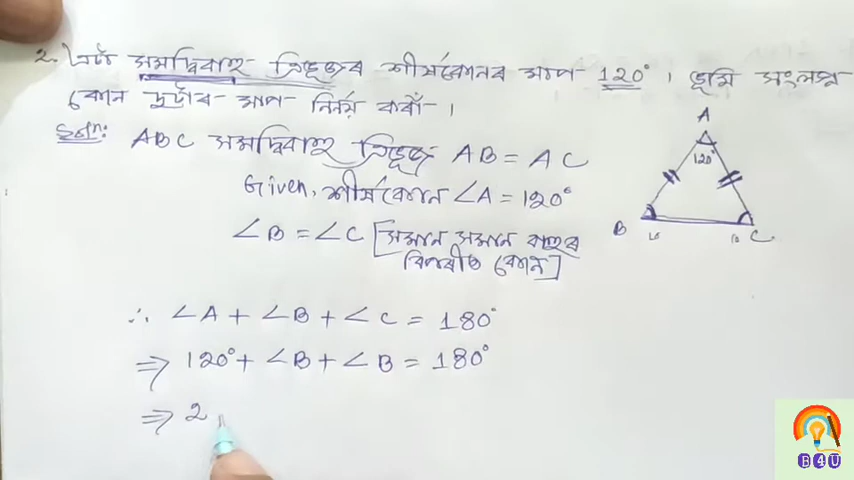 2. এটা সমদ্বিবাহু ত্ৰিভূজৰ শীৰ্ষকোনৰ মাপ 120° । ভূমি সংলগ্ন
কোন দুটাৰ মাপ নিৰ্ণয় কৰাঁ ।
Soln: ABC সমদ্বিবাহু ত্ৰিভূজ AB = AC
Given, শীৰ্ষকোন ∠A = 120°
∠B = ∠C [সমান সমান বাহুৰ
বিপৰীত কোন]
A
120°
B
C
∴ ∠A + ∠B + ∠C = 180°
⇒ 120° + ∠B + ∠B = 180°
⇒ 2
B4U